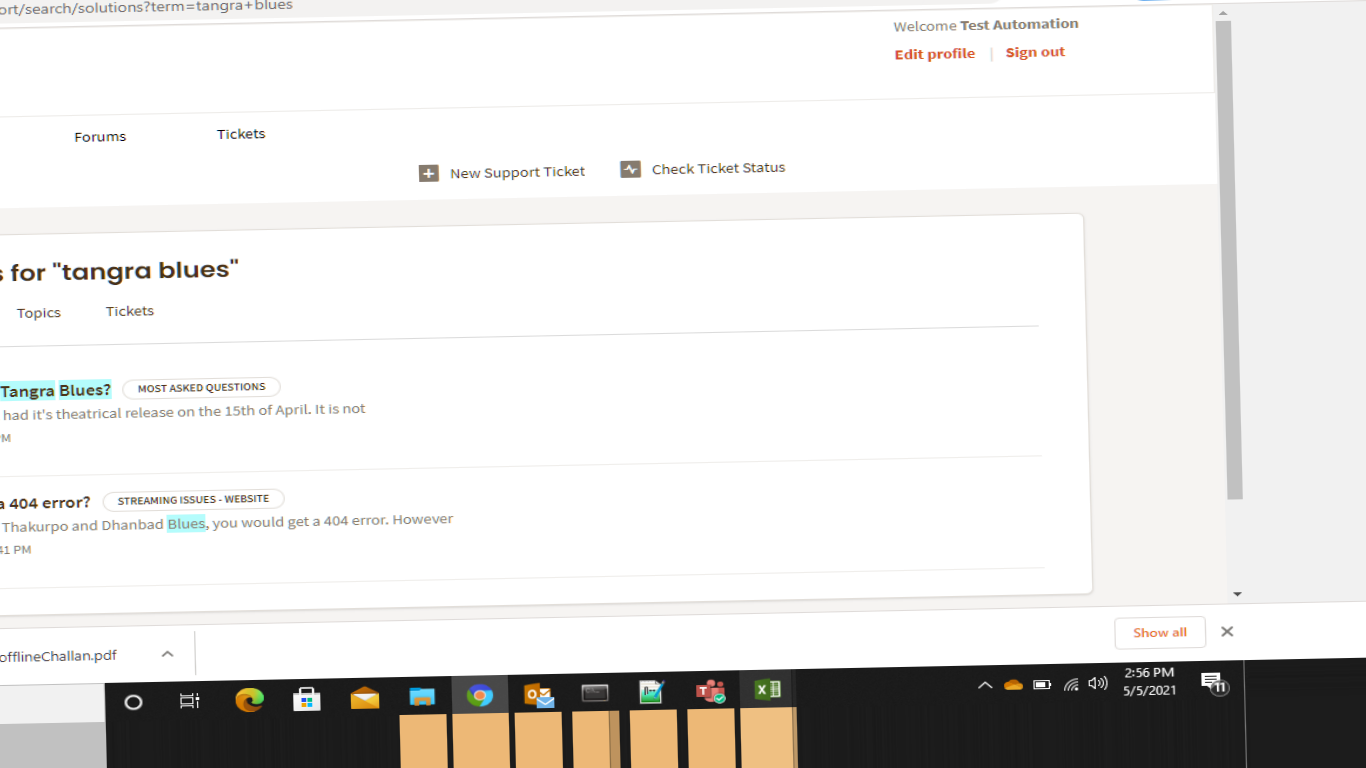 ort/search/solutions?term=tangra+blues
Welcome Test Automation
Edit profile | Sign out
Forums Tickets
New Support Ticket Check Ticket Status
s for "tangra blues"
Topics Tickets
Tangra Blues? MOST ASKED QUESTIONS
had it's theatrical release on the 15th of April. It is not
PM
a 404 error? STREAMING ISSUES - WEBSITE
Thakurpo and Dhanbad Blues, you would get a 404 error. However
41 PM
offlineChallan.pdf
Show all
2:56 PM
5/5/2021
11